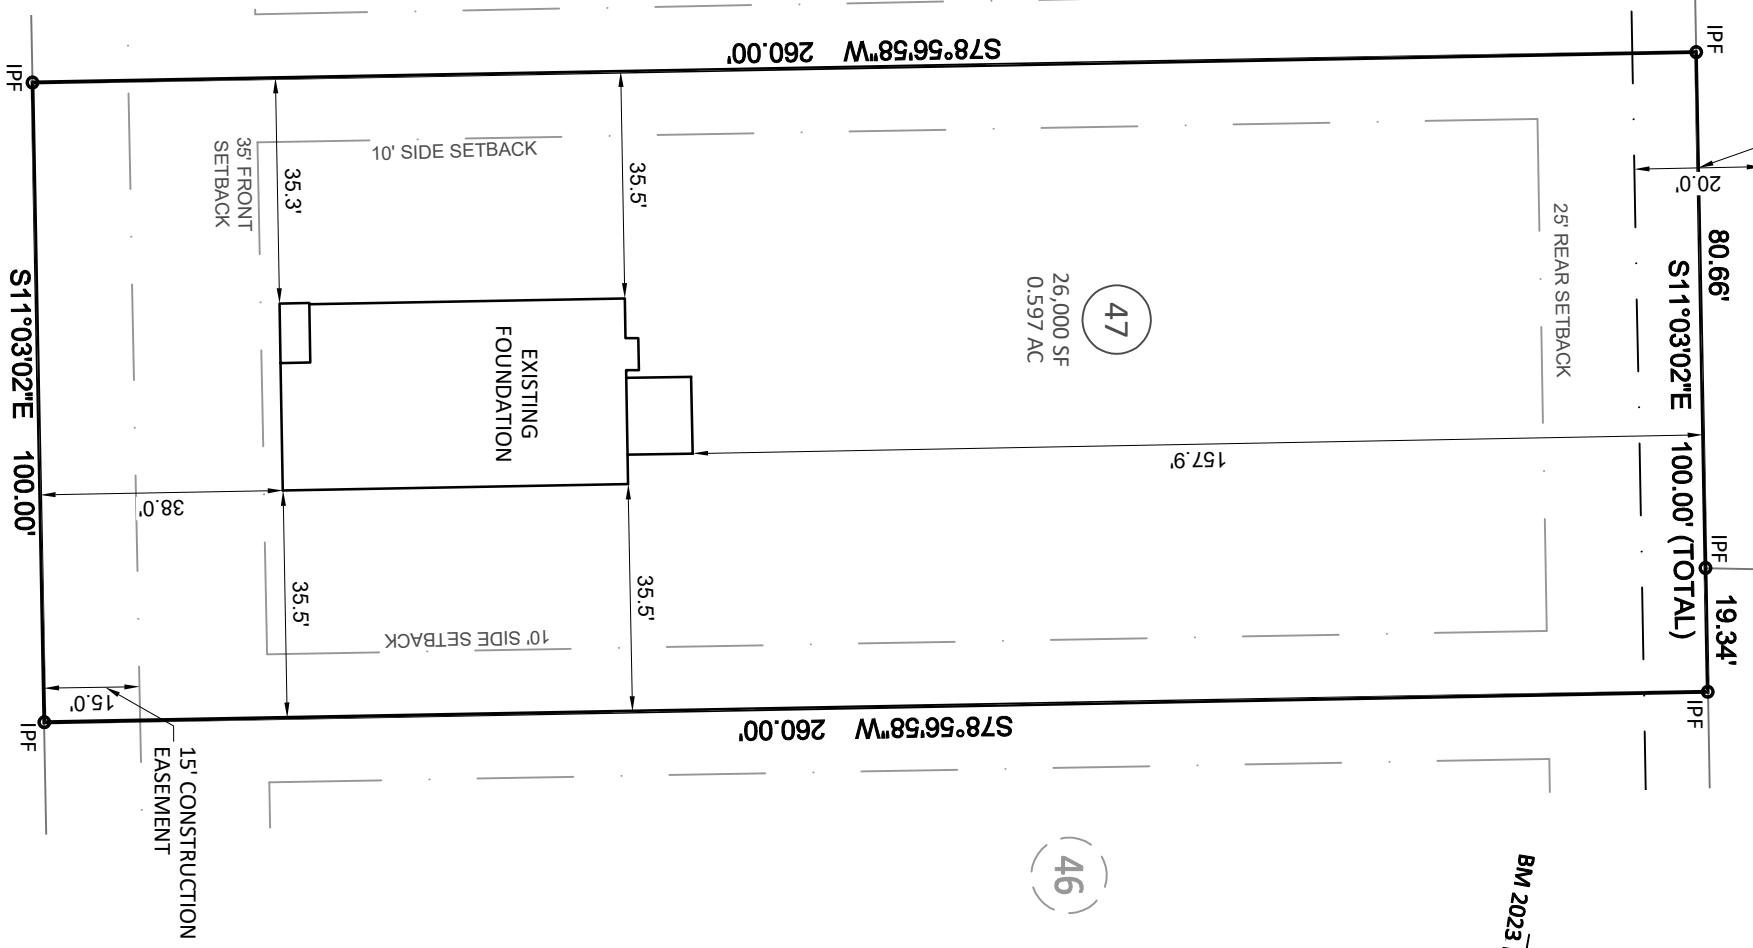 IPF
S78°56'58"W 260.00'
IPF
35' FRONT
SETBACK
10' SIDE SETBACK
35.3'
35.5'
20.0'
25' REAR SETBACK
80.66'
S11°03'02"E 100.00' (TOTAL)
47
26,000 SF
0.597 AC
EXISTING
FOUNDATION
S11°03'02"E 100.00'
157.9'
38.0'
IPF
19.34'
35.5'
35.5'
10' SIDE SETBACK
15.0'
IPF
S78°56'58"W 260.00'
IPF
15' CONSTRUCTION
EASEMENT
46
BM 2023